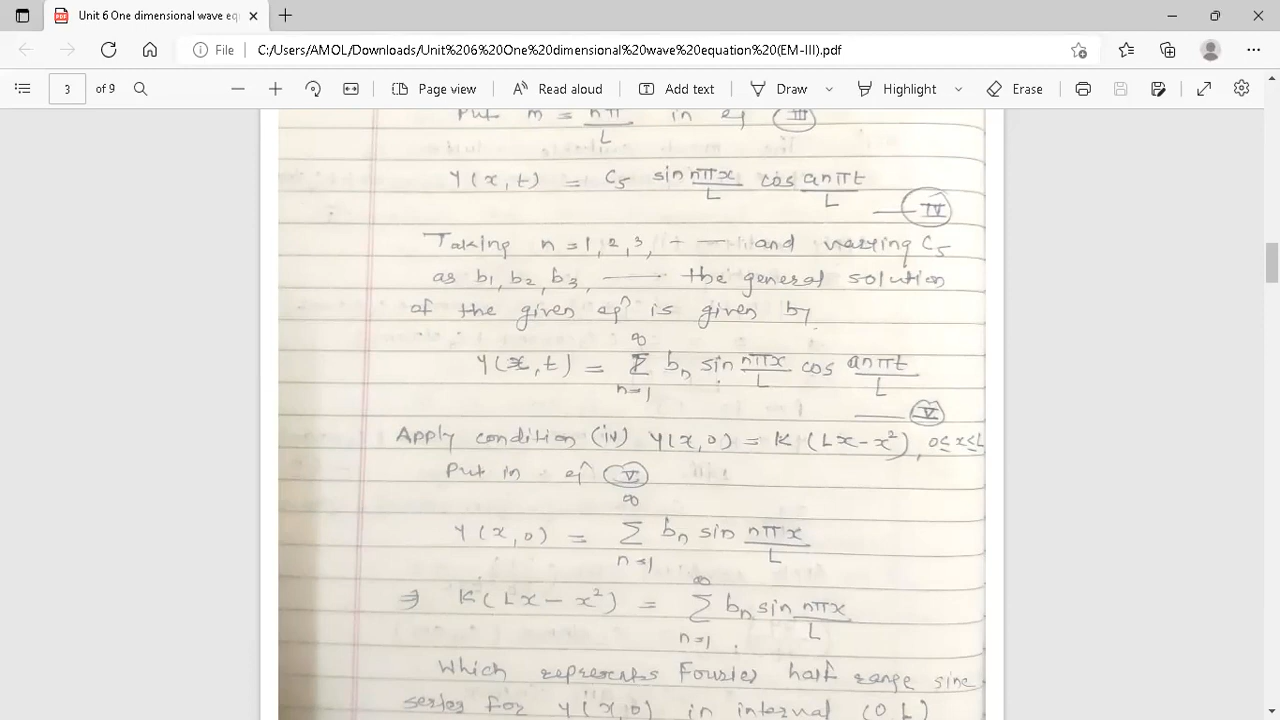 Unit 6 One dimensional wave eq
File C:/Users/AMOL/Downloads/Unit%206%20One%20dimensional%20wave%20equation%20(EM-III).pdf
3 of 9 Page view Read aloud Add text Draw Highlight Erase
Put m = nπ/L in eq (III)
Y(x,t) = C5 sin nπx/L cos anπt/L
— (IV)
Taking n = 1, 2, 3, - — and varying C5
as b1, b2, b3, — the general solution
of the given eqn is given by
Y(x,t) = ∞ Σ n=1 bn sin nπx/L cos anπt/L
— (V)
Apply condition (iv) Y(x,0) = K(Lx-x²), 0≤x≤L
Put in eqn (V)
Y(x,0) = ∞ Σ n=1 bn sin nπx/L
⇒ K(Lx-x²) = ∞ Σ n=1 bn sin nπx/L
Which represents Fourier half range sine
series for Y(x,0) in interval (0 L)